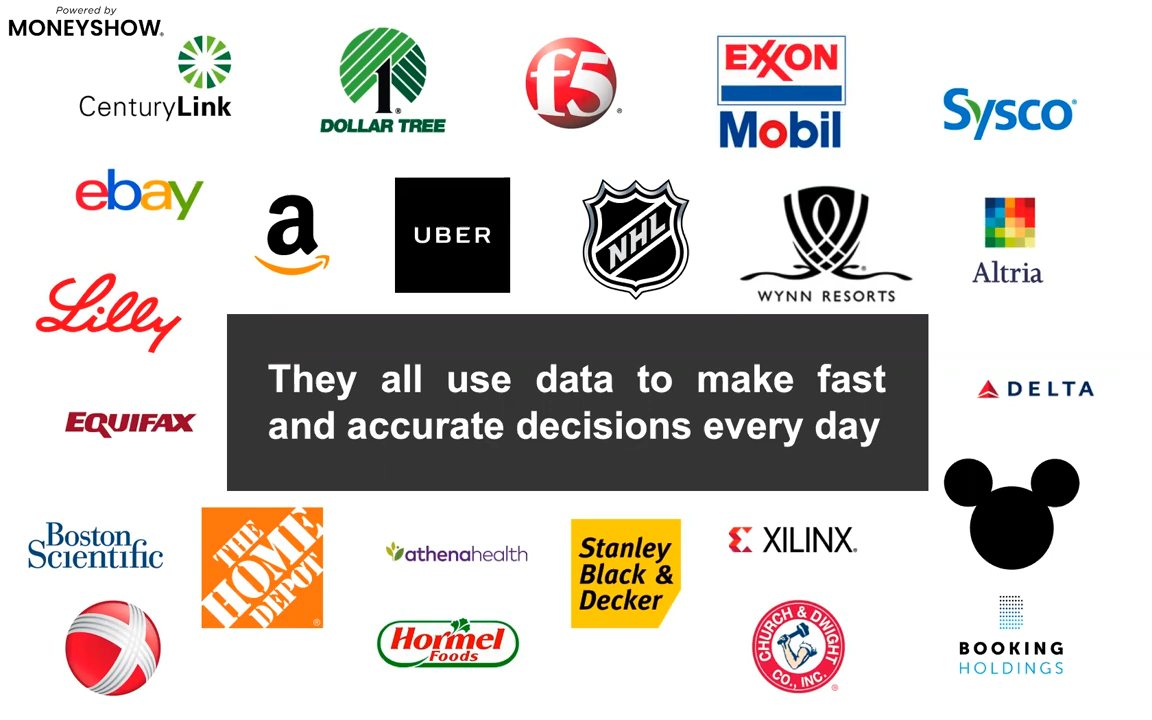 Powered by
MONEYSHOW®
CenturyLink
1®
DOLLAR TREE
f5®
EXXON
Mobil
Sysco®
ebay
a
UBER
NHL
WYNN RESORTS®
Altria
Lilly
They all use data to make fast
and accurate decisions every day
DELTA
EQUIFAX
Boston
Scientific
THE
HOME
DEPOT®
athenahealth
Stanley
Black &
Decker
XILINX®
Hormel
Foods
CHURCH & DWIGHT
CO., INC.®
BOOKING
HOLDINGS